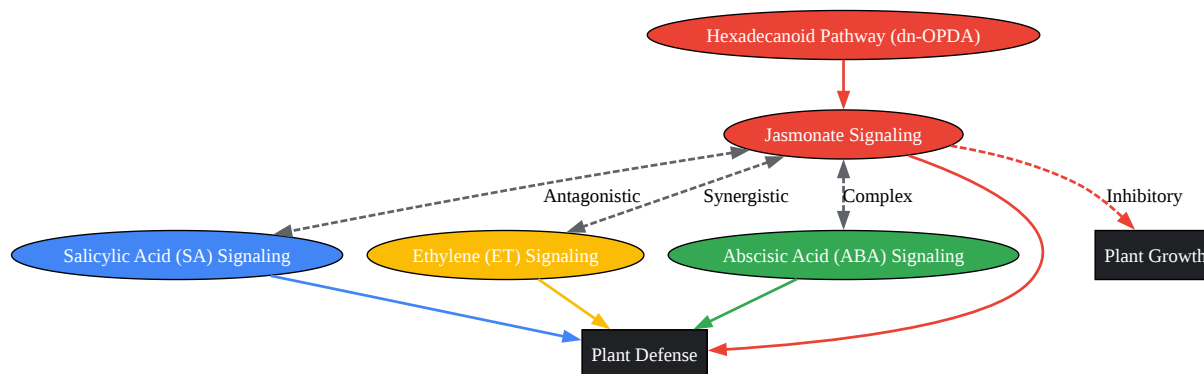 Hexadecanoid Pathway (dn-OPDA)
Jasmonate Signaling
Antagonistic
Synergistic
Complex
Inhibitory
Salicylic Acid (SA) Signaling
Ethylene (ET) Signaling
Abscisic Acid (ABA) Signaling
Plant Growth
Plant Defense